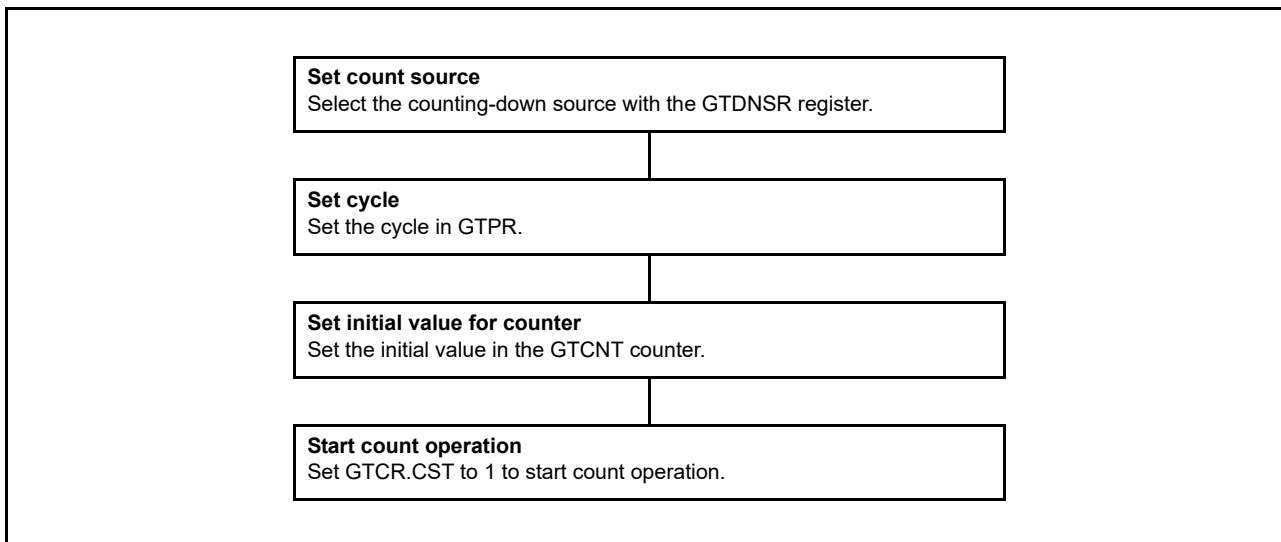 Set count source
Select the counting-down source with the GTDNSR register.
Set cycle
Set the cycle in GTPR.
Set initial value for counter
Set the initial value in the GTCNT counter.
Start count operation
Set GTCR.CST to 1 to start count operation.